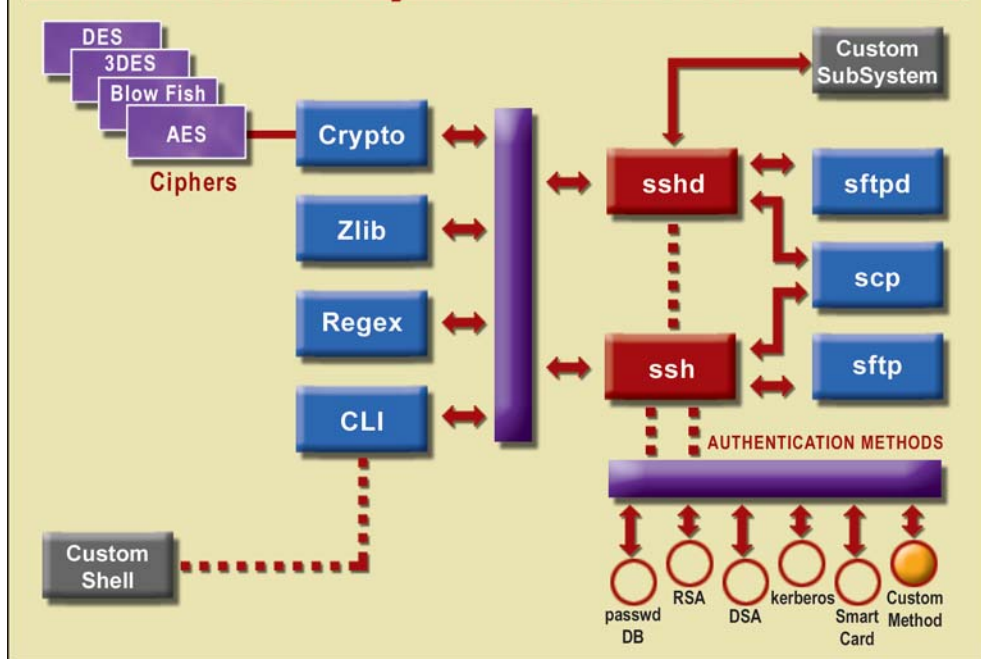 DES
3DES
Blow Fish
AES
Ciphers
Crypto
Zlib
Regex
CLI
Custom
Shell
sshd
ssh
Custom
SubSystem
sftpd
scp
sftp
AUTHENTICATION METHODS
passwd
DB
RSA
DSA
kerberos
Smart
Card
Custom
Method